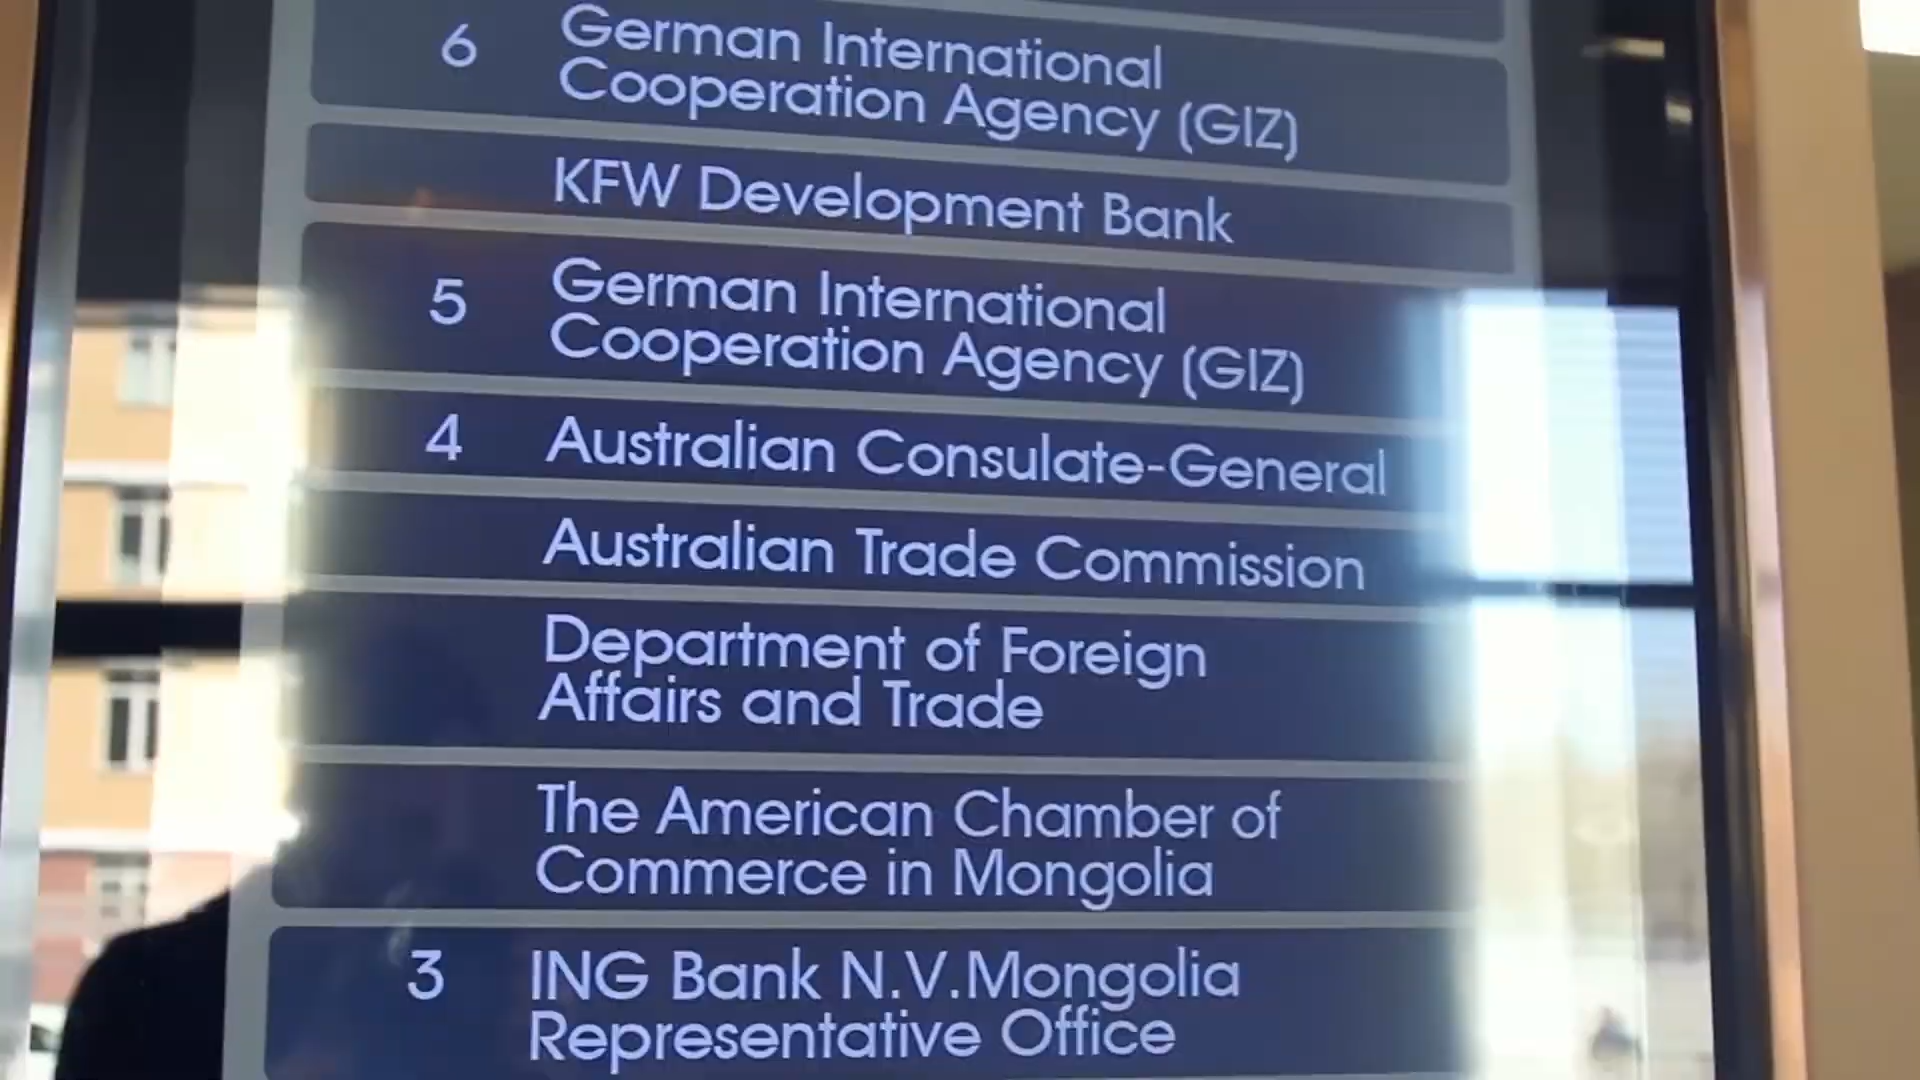 6 German International
Cooperation Agency (GIZ)
KFW Development Bank
5 German International
Cooperation Agency (GIZ)
4 Australian Consulate-General
Australian Trade Commission
Department of Foreign
Affairs and Trade
The American Chamber of
Commerce in Mongolia
3 ING Bank N.V.Mongolia
Representative Office